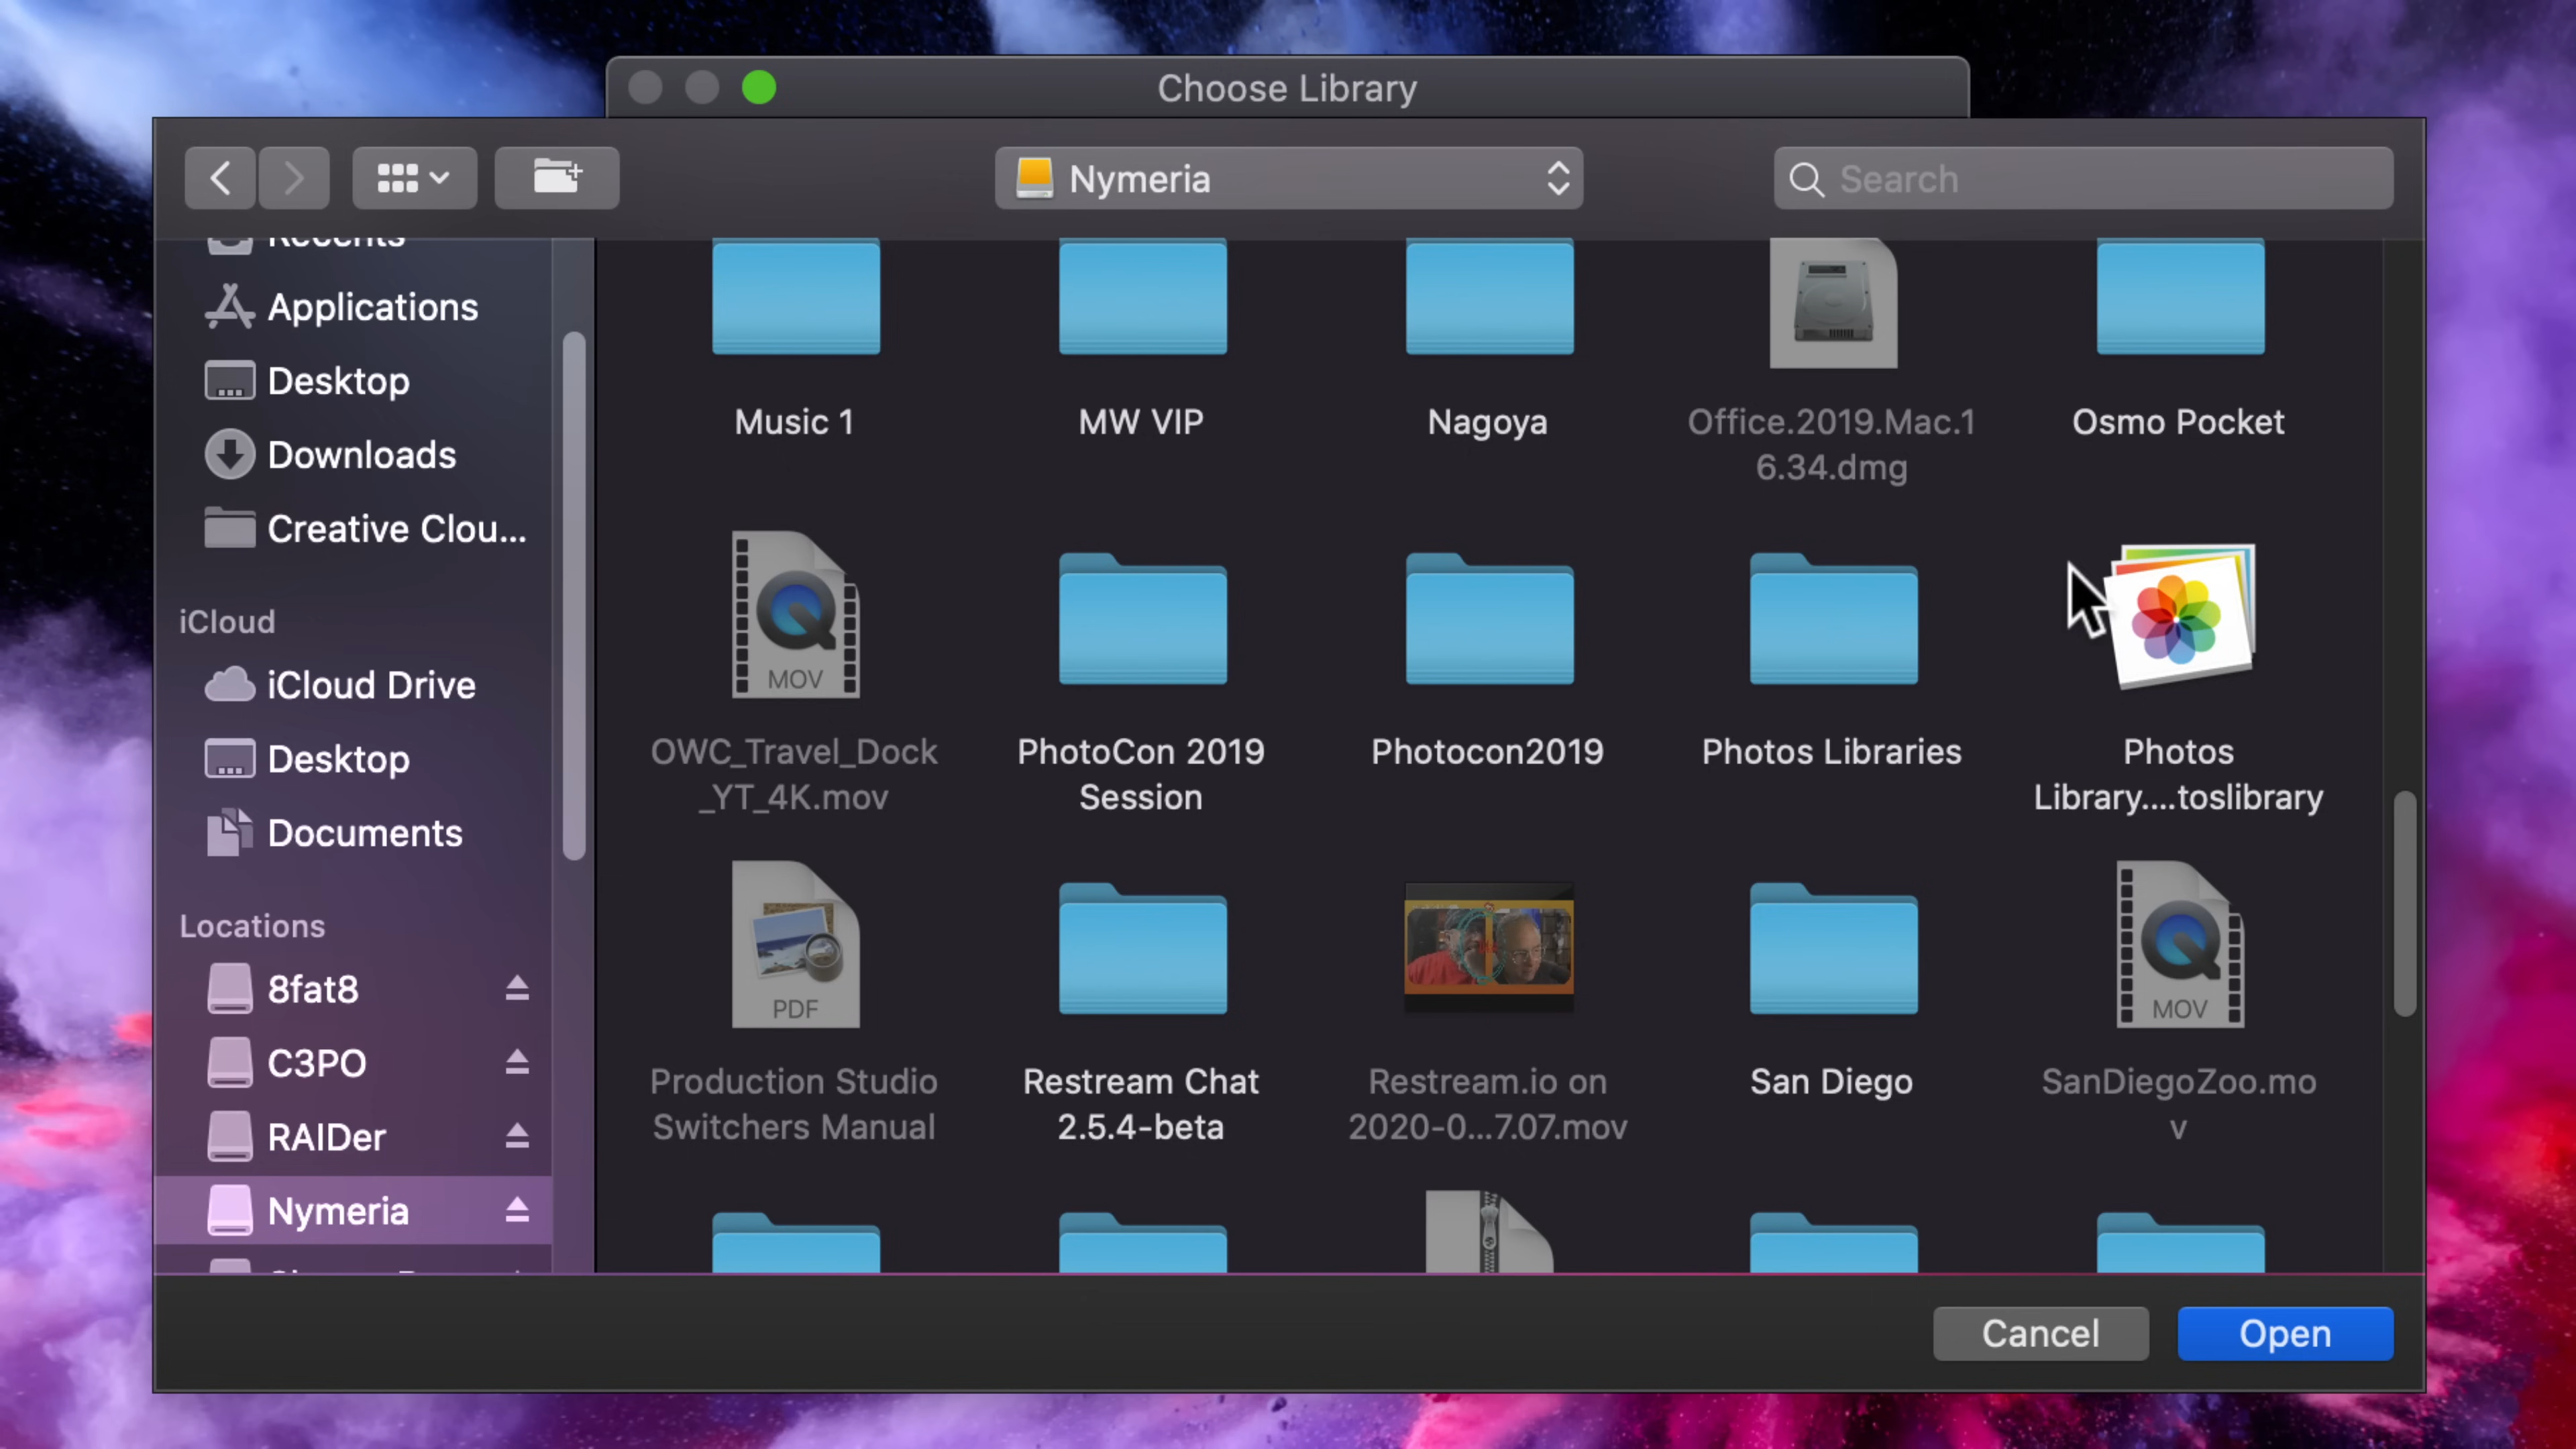 Choose Library
Nymeria
Search
Recents
Applications
Desktop
Downloads
Creative Clou...
iCloud
iCloud Drive
Desktop
Documents
Locations
8fat8
C3PO
RAIDer
Nymeria
Music 1
MW VIP
Nagoya
Office.2019.Mac.1
6.34.dmg
Osmo Pocket
MOV
OWC_Travel_Dock
_YT_4K.mov
PhotoCon 2019
Session
Photocon2019
Photos Libraries
Photos
Library....toslibrary
PDF
Production Studio
Switchers Manual
Restream Chat
2.5.4-beta
Restream.io on
2020-0...7.07.mov
San Diego
MOV
SanDiegoZoo.mo
v
Cancel
Open